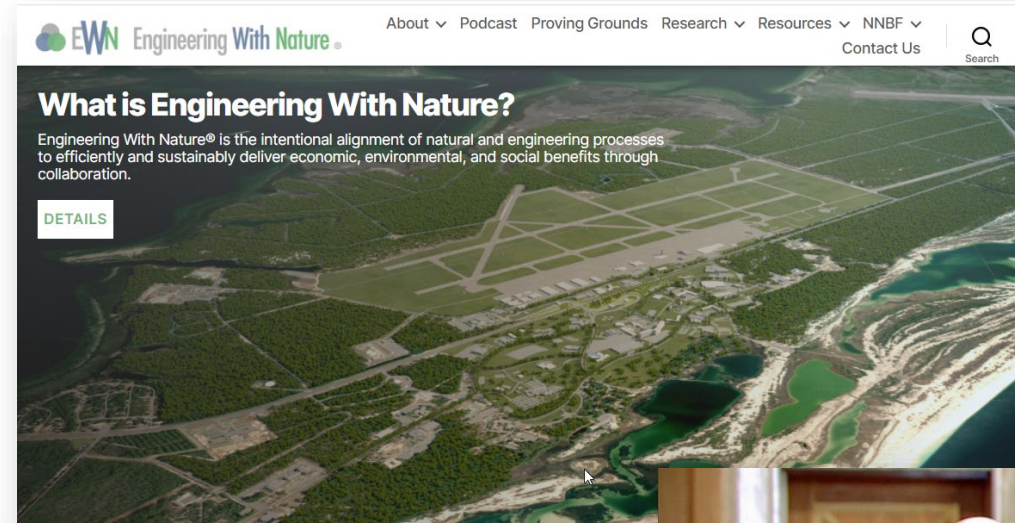 About Podcast Proving Grounds Research Resources NNBF
EWN Engineering With Nature ®
Contact Us
Search
What is Engineering With Nature?
Engineering With Nature® is the intentional alignment of natural and engineering processes
to efficiently and sustainably deliver economic, environmental, and social benefits through
collaboration.
DETAILS